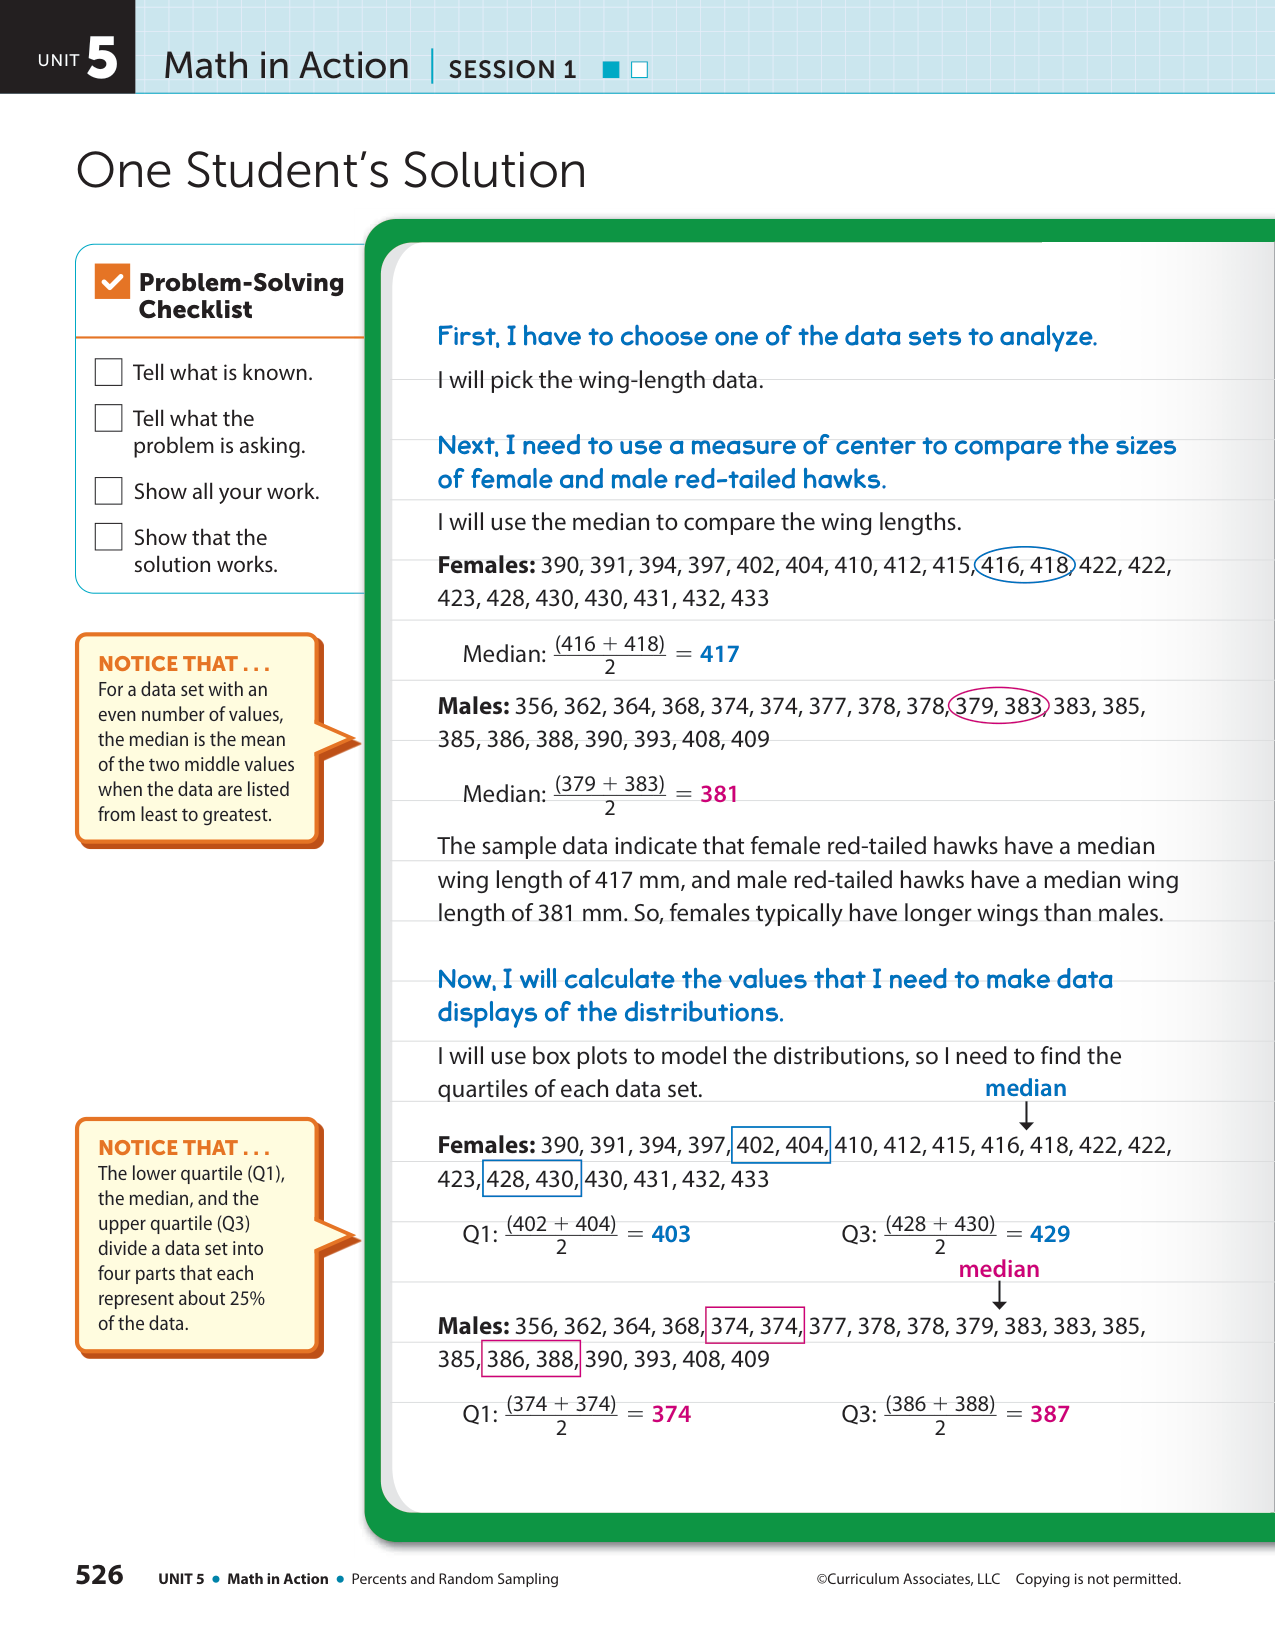 UNIT 5 Math in Action | SESSION 1
One Student's Solution
Problem-Solving
Checklist
Tell what is known.
Tell what the
problem is asking.
Show all your work.
Show that the
solution works.
NOTICE THAT . . .
For a data set with an
even number of values,
the median is the mean
of the two middle values
when the data are listed
from least to greatest.
NOTICE THAT . . .
The lower quartile (Q1),
the median, and the
upper quartile (Q3)
divide a data set into
four parts that each
represent about 25%
of the data.
First, I have to choose one of the data sets to analyze.
I will pick the wing-length data.
Next, I need to use a measure of center to compare the sizes
of female and male red-tailed hawks.
I will use the median to compare the wing lengths.
Females: 390, 391, 394, 397, 402, 404, 410, 412, 415, 416, 418, 422, 422,
423, 428, 430, 430, 431, 432, 433
Median: (416 + 418)/2 = 417
Males: 356, 362, 364, 368, 374, 374, 377, 378, 378, 379, 383, 383, 385,
385, 386, 388, 390, 393, 408, 409
Median: (379 + 383)/2 = 381
The sample data indicate that female red-tailed hawks have a median
wing length of 417 mm, and male red-tailed hawks have a median wing
length of 381 mm. So, females typically have longer wings than males.
Now, I will calculate the values that I need to make data
displays of the distributions.
I will use box plots to model the distributions, so I need to find the
quartiles of each data set.
median
Females: 390, 391, 394, 397, 402, 404, 410, 412, 415, 416, 418, 422, 422,
423, 428, 430, 430, 431, 432, 433
Q1: (402 + 404)/2 = 403 Q3: (428 + 430)/2 = 429
median
Males: 356, 362, 364, 368, 374, 374, 377, 378, 378, 379, 383, 383, 385,
385, 386, 388, 390, 393, 408, 409
Q1: (374 + 374)/2 = 374 Q3: (386 + 388)/2 = 387
526 UNIT 5 • Math in Action • Percents and Random Sampling ©Curriculum Associates, LLC Copying is not permitted.